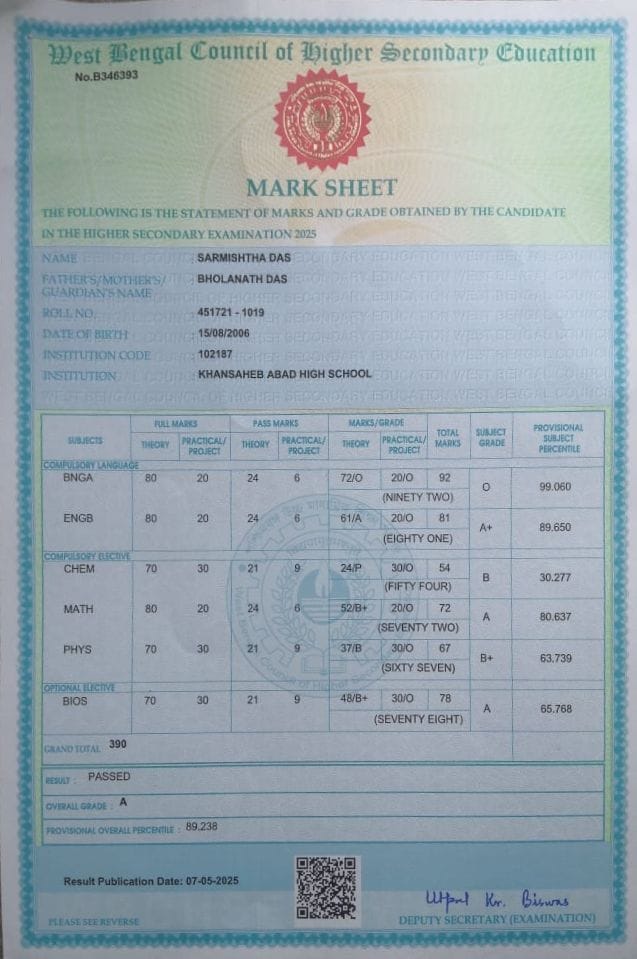 West Bengal Council of Higher Secondary Education
No.B346393
MARK SHEET
THE FOLLOWING IS THE STATEMENT OF MARKS AND GRADE OBTAINED BY THE CANDIDATE
IN THE HIGHER SECONDARY EXAMINATION 2025
NAME : SARMISHTHA DAS
FATHER'S/MOTHER'S/ : BHOLANATH DAS
GUARDIAN'S NAME
ROLL NO. : 451721 - 1019
DATE OF BIRTH : 15/08/2006
INSTITUTION CODE : 102187
INSTITUTION : KHANSAHEB ABAD HIGH SCHOOL
SUBJECTS FULL MARKS PASS MARKS MARKS/GRADE TOTAL MARKS SUBJECT GRADE PROVISIONAL SUBJECT PERCENTILE
THEORY PRACTICAL/PROJECT THEORY PRACTICAL/PROJECT THEORY PRACTICAL/PROJECT
COMPULSORY LANGUAGE
BNGA 80 20 24 6 72/O 20/O 92 O 99.060
(NINETY TWO)
ENGB 80 20 24 6 61/A 20/O 81 A+ 89.650
(EIGHTY ONE)
COMPULSORY ELECTIVE
CHEM 70 30 21 9 24/P 30/O 54 B 30.277
(FIFTY FOUR)
MATH 80 20 24 6 52/B+ 20/O 72 A 80.637
(SEVENTY TWO)
PHYS 70 30 21 9 37/B 30/O 67 B+ 63.739
(SIXTY SEVEN)
OPTIONAL ELECTIVE
BIOS 70 30 21 9 48/B+ 30/O 78 A 65.768
(SEVENTY EIGHT)
GRAND TOTAL 390
RESULT : PASSED
OVERALL GRADE : A
PROVISIONAL OVERALL PERCENTILE : 89.238
Result Publication Date: 07-05-2025
Utpal Kr. Biswas
PLEASE SEE REVERSE
DEPUTY SECRETARY (EXAMINATION)